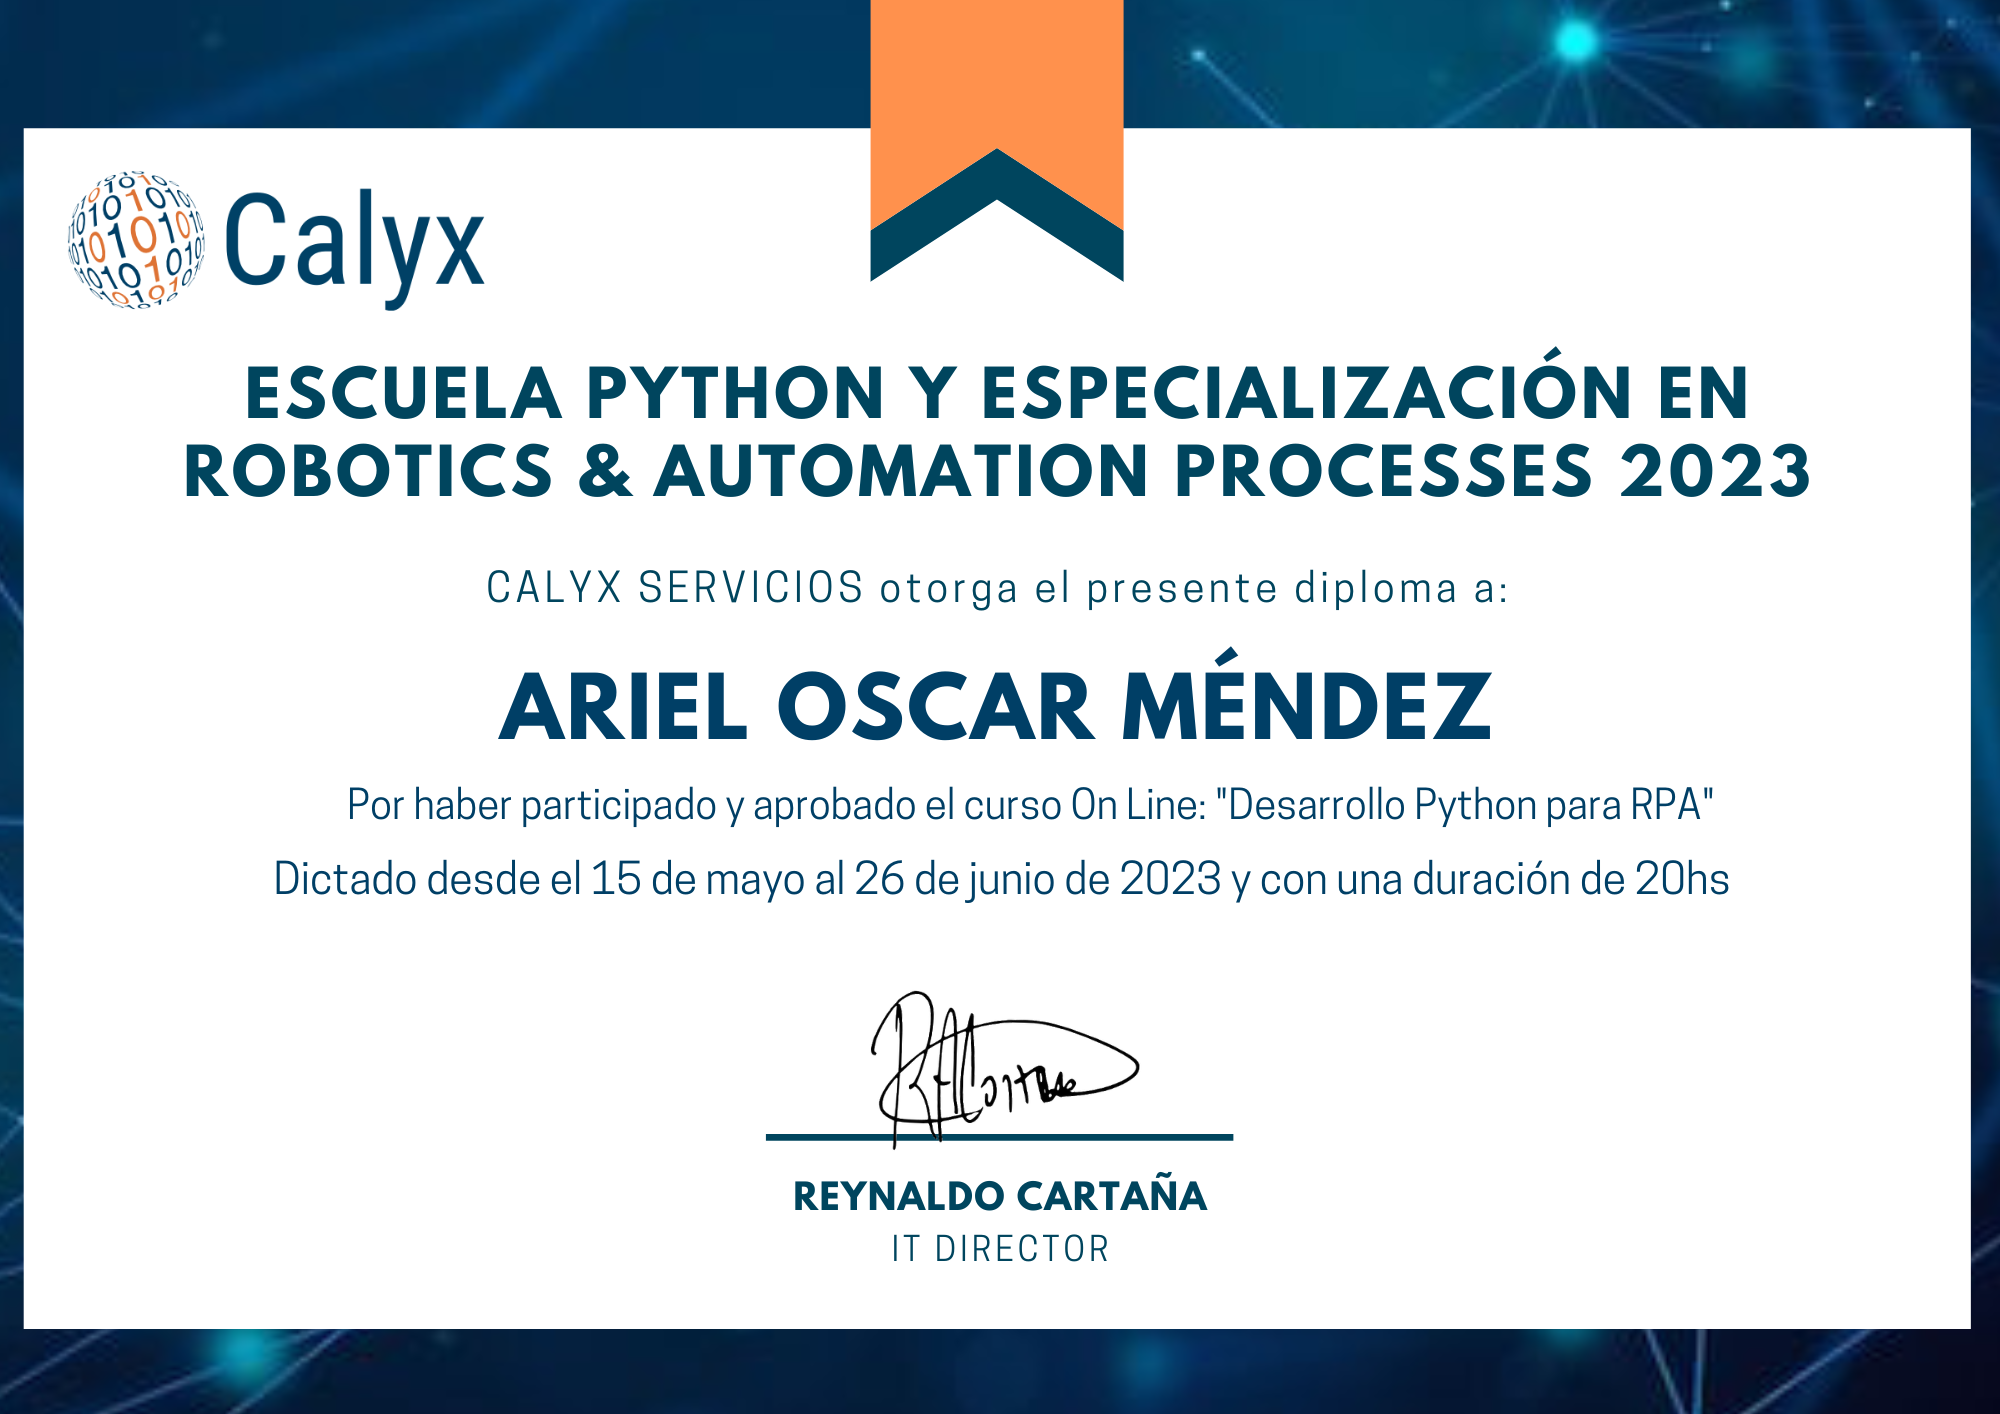 Calyx
ESCUELA PYTHON Y ESPECIALIZACIÓN EN
ROBOTICS & AUTOMATION PROCESSES 2023
CALYX SERVICIOS otorga el presente diploma a:
ARIEL OSCAR MÉNDEZ
Por haber participado y aprobado el curso On Line: "Desarrollo Python para RPA"
Dictado desde el 15 de mayo al 26 de junio de 2023 y con una duración de 20hs
REYNALDO CARTAÑA
IT DIRECTOR